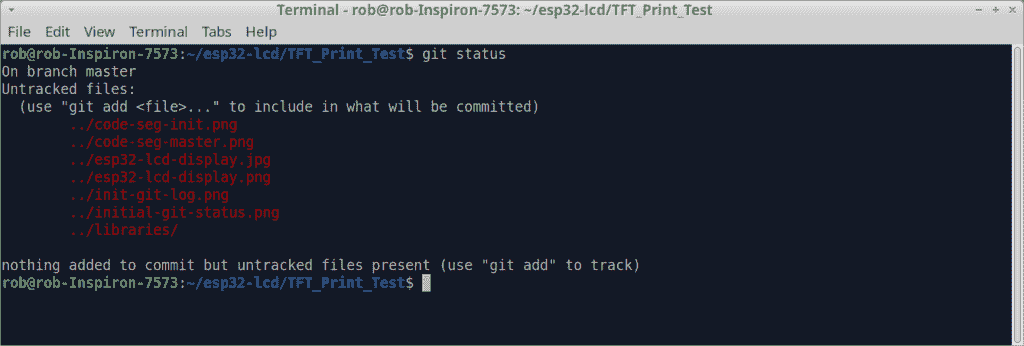 Terminal - rob@rob-Inspiron-7573: ~/esp32-lcd/TFT_Print_Test
File Edit View Terminal Tabs Help
rob@rob-Inspiron-7573:~/esp32-lcd/TFT_Print_Test$ git status
On branch master
Untracked files:
  (use "git add <file>..." to include in what will be committed)
        ../code-seg-init.png
        ../code-seg-master.png
        ../esp32-lcd-display.jpg
        ../esp32-lcd-display.png
        ../init-git-log.png
        ../initial-git-status.png
        ../libraries/
nothing added to commit but untracked files present (use "git add" to track)
rob@rob-Inspiron-7573:~/esp32-lcd/TFT_Print_Test$